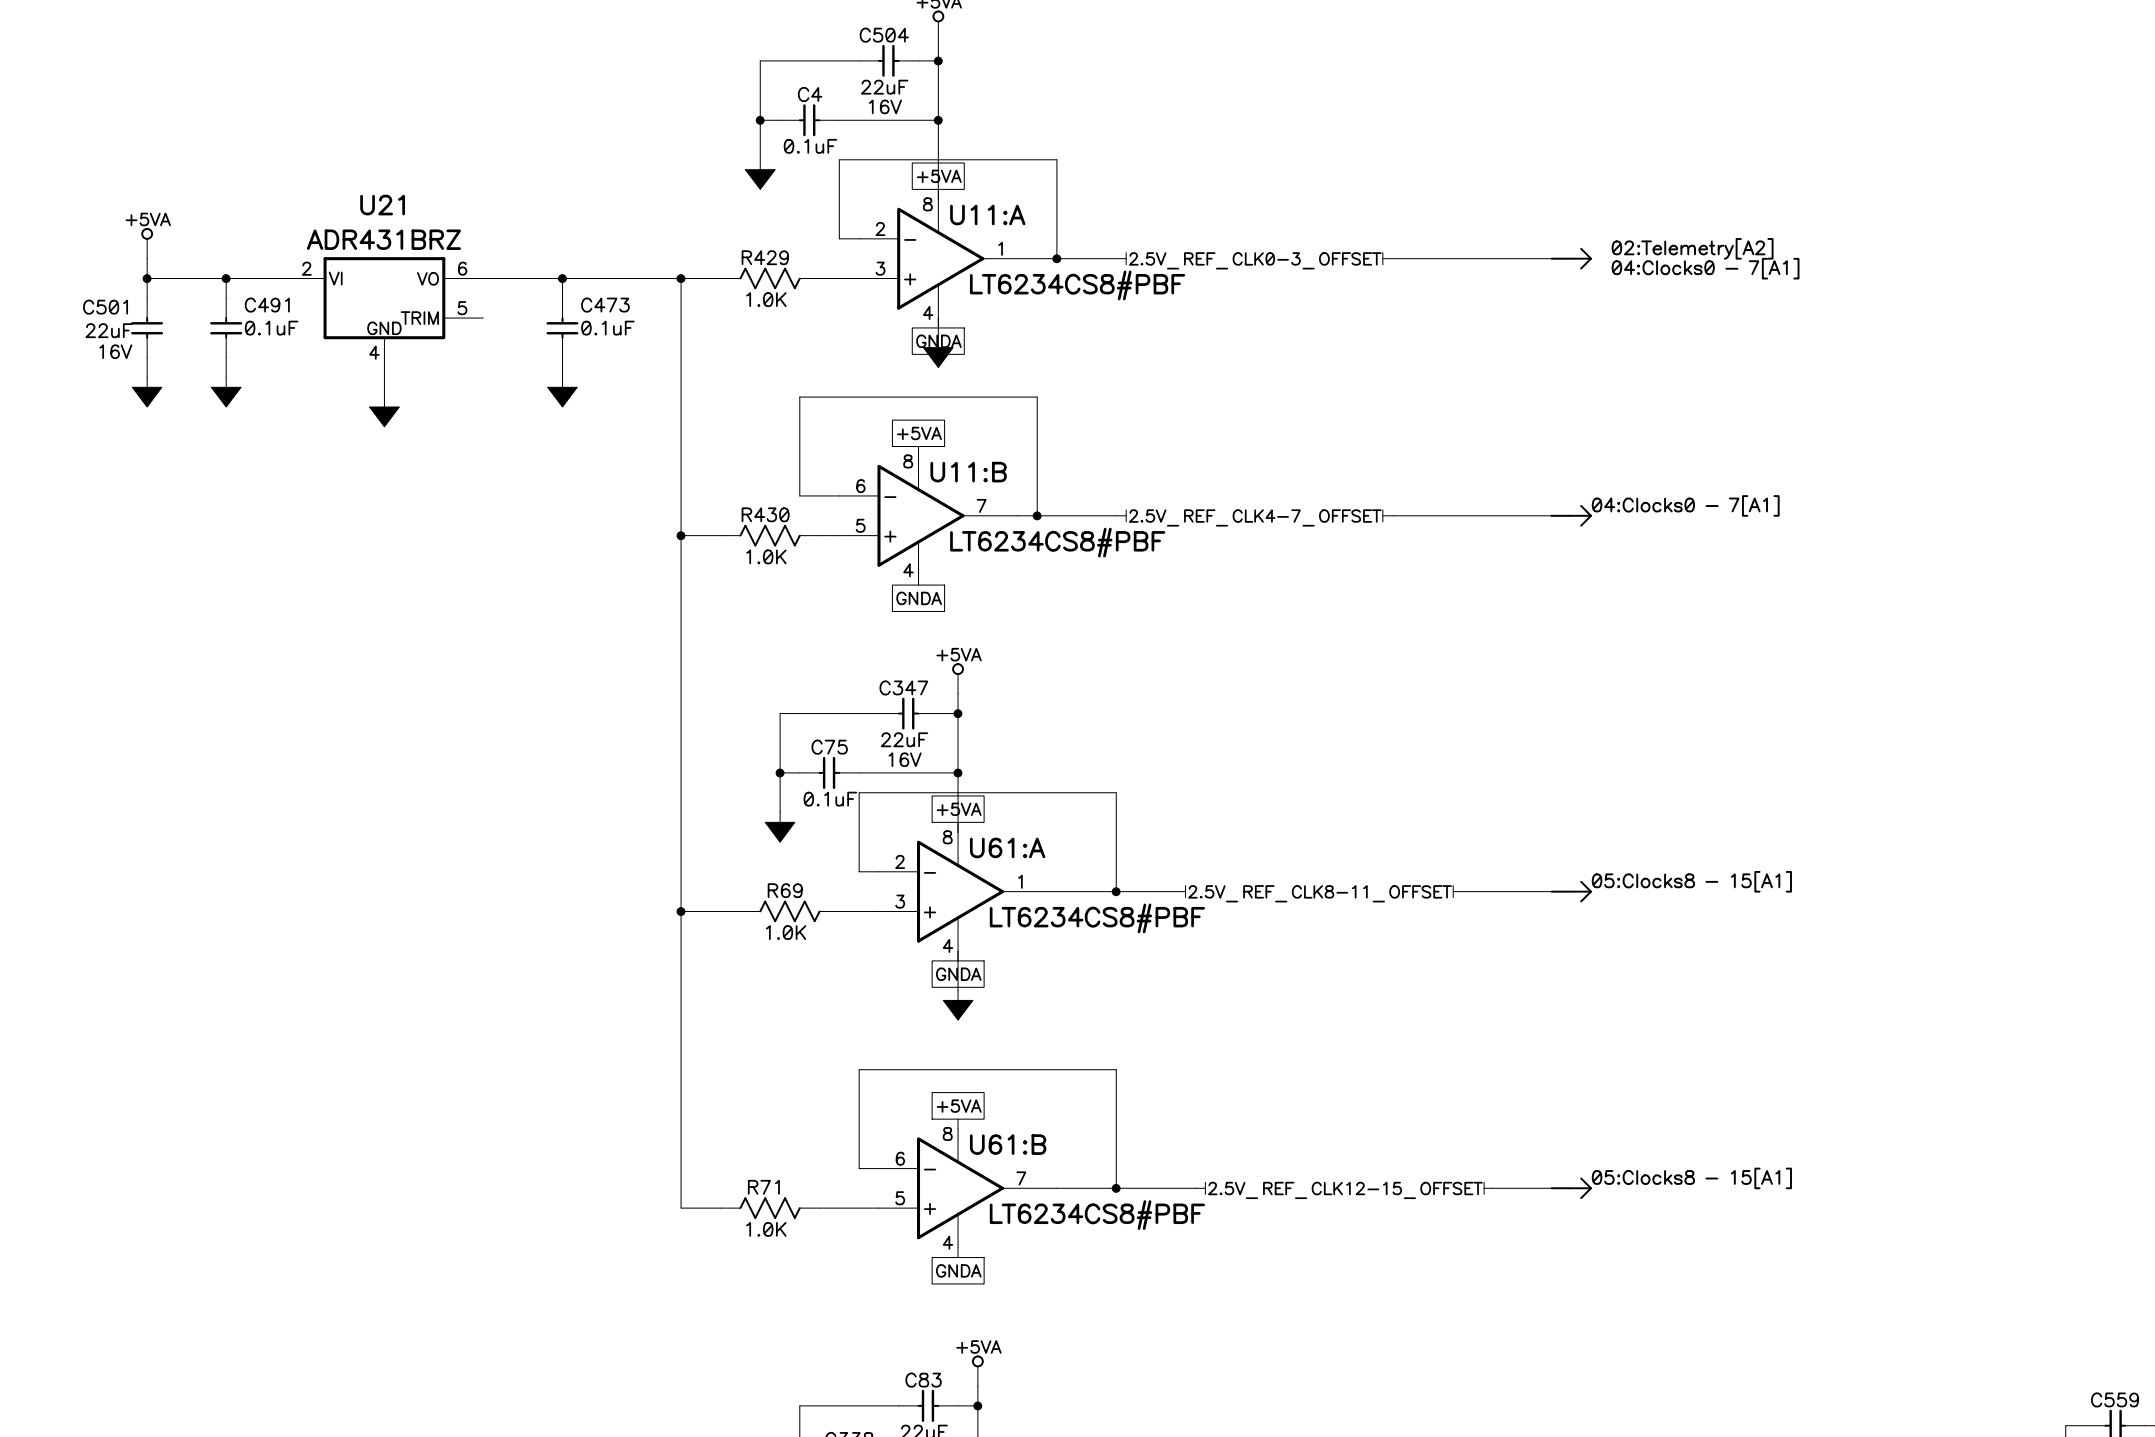 +5VA
C504
22uF
16V
C4
0.1uF
+5VA
8
U11:A
2
1
3
4
GNDA
LT6234CS8#PBF
R429
1.0K
2.5V_REF_CLK0-3_OFFSET
02:Telemetry[A2]
04:Clocks0 - 7[A1]
+5VA
U21
ADR431BRZ
2
VI
VO
6
TRIM
5
GND
4
C501
22uF
16V
C491
0.1uF
C473
0.1uF
+5VA
8
U11:B
6
7
5
4
GNDA
LT6234CS8#PBF
R430
1.0K
2.5V_REF_CLK4-7_OFFSET
04:Clocks0 - 7[A1]
+5VA
C347
22uF
16V
C75
0.1uF
+5VA
8
U61:A
2
1
3
4
GNDA
LT6234CS8#PBF
R69
1.0K
2.5V_REF_CLK8-11_OFFSET
05:Clocks8 - 15[A1]
+5VA
8
U61:B
6
7
5
4
GNDA
LT6234CS8#PBF
R71
1.0K
2.5V_REF_CLK12-15_OFFSET
05:Clocks8 - 15[A1]
+5VA
C83
22uF
C559